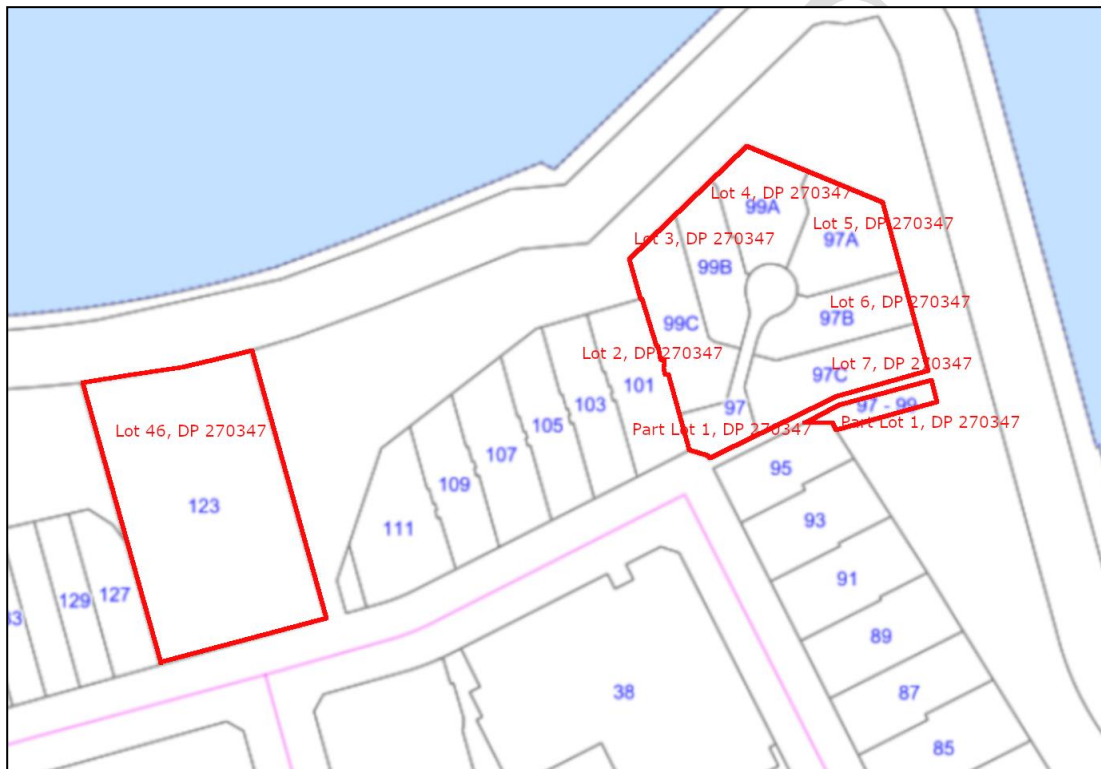 Lot 4, DP 270347
99A
Lot 5, DP 270347
97A
Lot 3, DP 270347
99B
Lot 6, DP 270347
97B
99C
Lot 2, DP 270347
Lot 7, DP 270347
97C
101
103
105
107
109
111
97
97 - 99
Part Lot 1, DP 270347
Part Lot 1, DP 270347
Lot 46, DP 270347
123
95
93
91
89
87
85
38
129
127